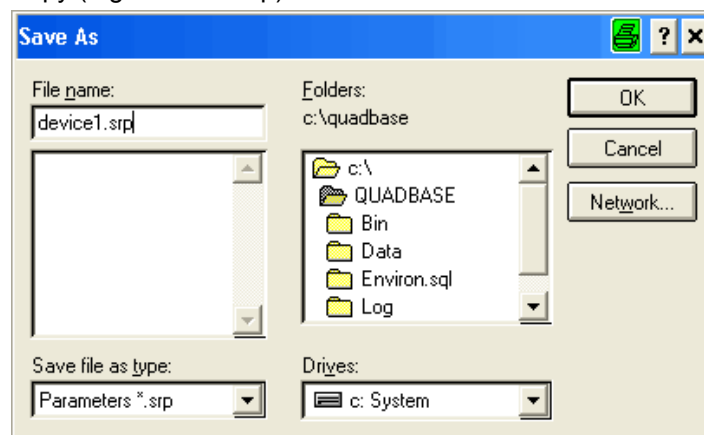 Save As
?
File name:
device1.srp
Folders:
c:\quadbase
c:\
QUADBASE
Bin
Data
Environ.sql
Log
OK
Cancel
Network...
Save file as type:
Parameters *.srp
Drives:
c: System